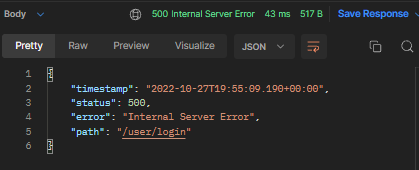 Body 500 Internal Server Error 43 ms 517 B Save Response
Pretty Raw Preview Visualize JSON
1 {
2 "timestamp": "2022-10-27T19:55:09.190+00:00",
3 "status": 500,
4 "error": "Internal Server Error",
5 "path": "/user/login"
6 }